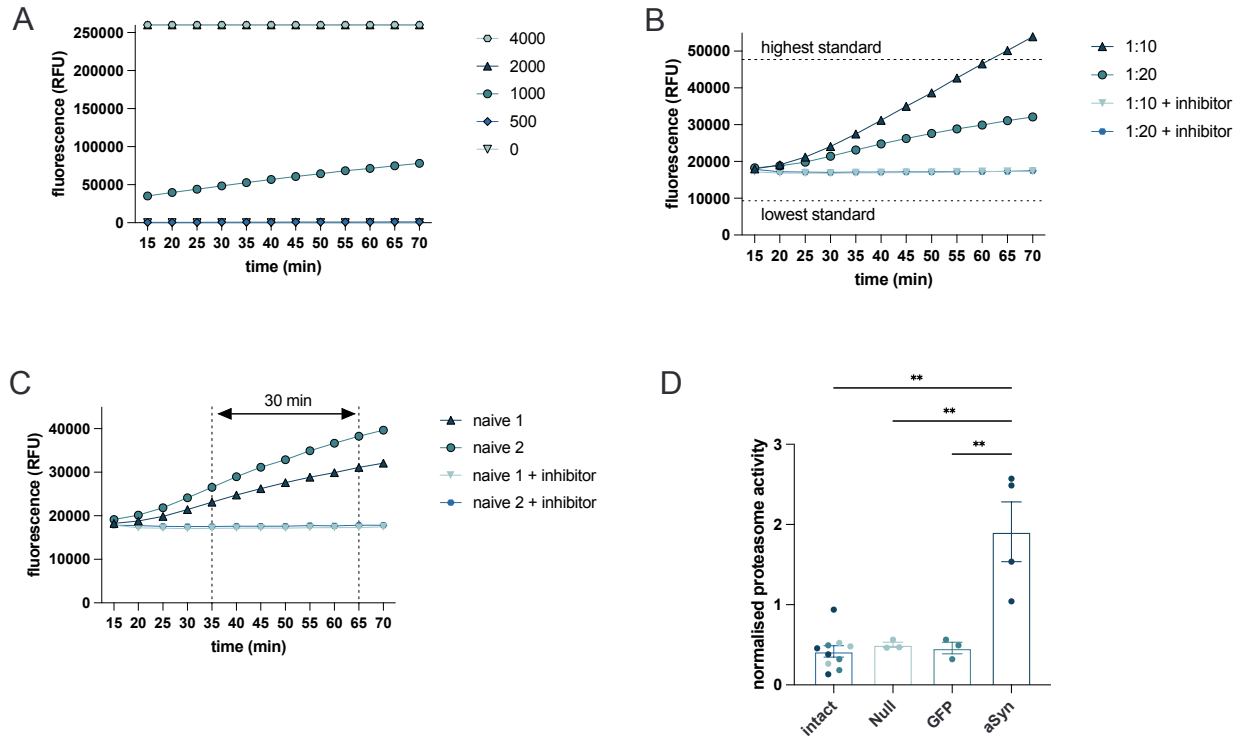 A
fluorescence (RFU)
250000
200000
150000
100000
50000
0
15 20 25 30 35 40 45 50 55 60 65 70
time (min)
4000
2000
1000
500
0
B
fluorescence (RFU)
50000
40000
30000
20000
10000
0
highest standard
lowest standard
15 20 25 30 35 40 45 50 55 60 65 70
time (min)
1:10
1:20
1:10 + inhibitor
1:20 + inhibitor
C
fluorescence (RFU)
40000
30000
20000
10000
0
30 min
15 20 25 30 35 40 45 50 55 60 65 70
time (min)
naive 1
naive 2
naive 1 + inhibitor
naive 2 + inhibitor
D
**
**
**
normalised proteasome activity
3
2
1
0
intact
Null
GFP
aSyn